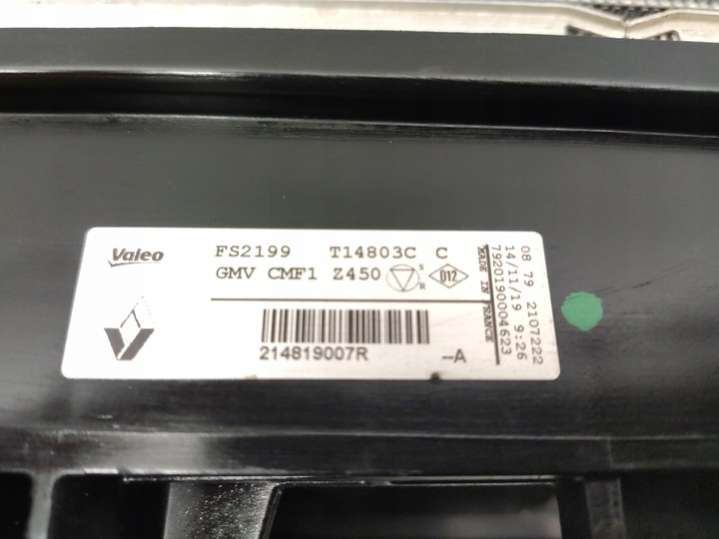 Valeo
FS2199 T14803C C
GMV CMF1 Z450 S R D12
214819007R --A
MADE IN FRANCE
7920190004623
14/11/19 9:26
08 79 2107222